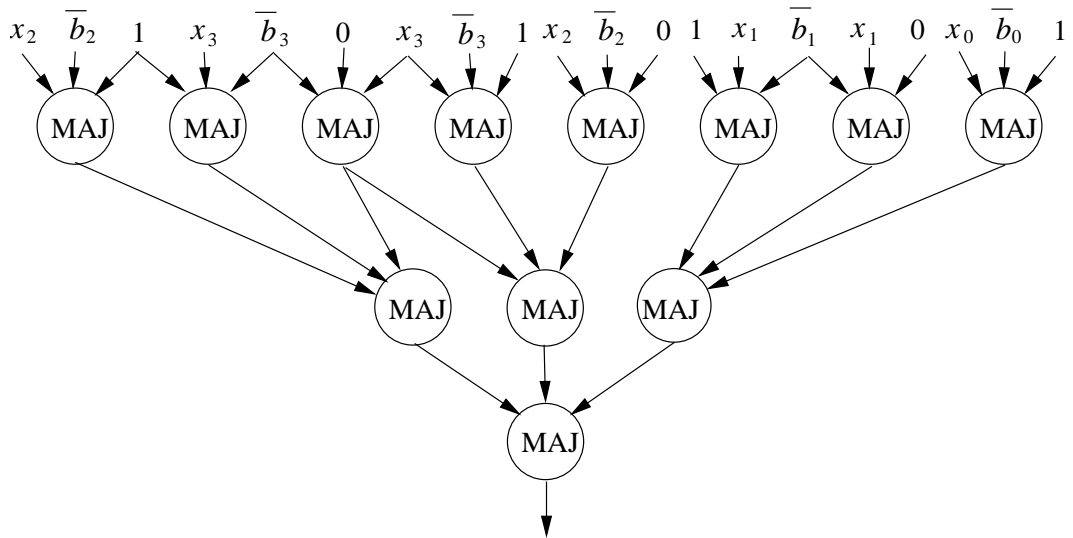 x₂ b̅₂ 1 x₃ b̅₃ 0 x₃ b̅₃ 1 x₂ b̅₂ 0 1 x₁ b̅₁ x₁ 0 x₀ b̅₀ 1
MAJ MAJ MAJ MAJ MAJ MAJ MAJ MAJ
MAJ MAJ MAJ
MAJ